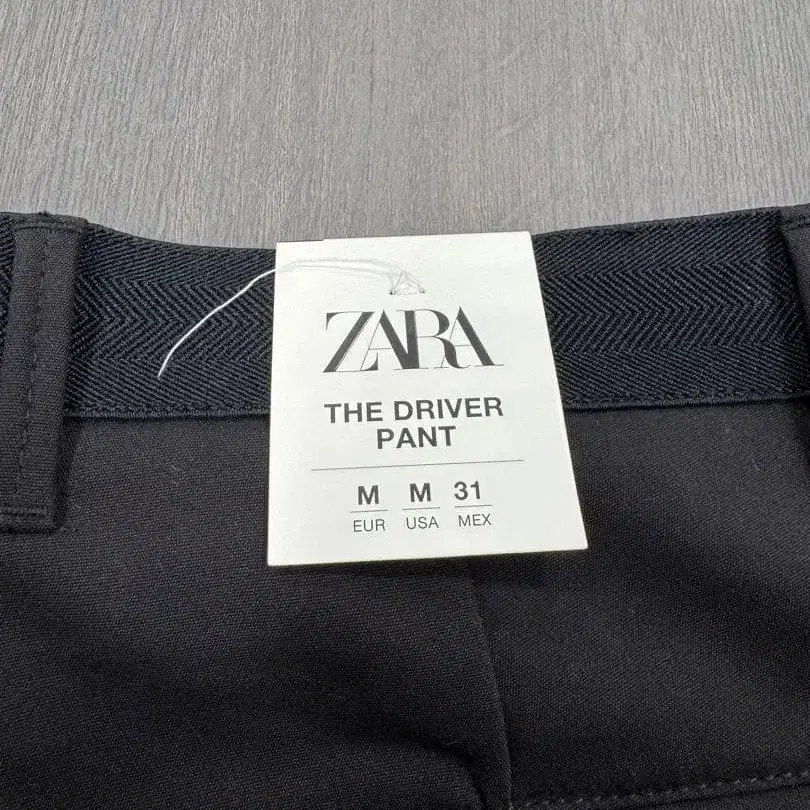 ZARA
THE DRIVER
PANT
M M 31
EUR USA MEX